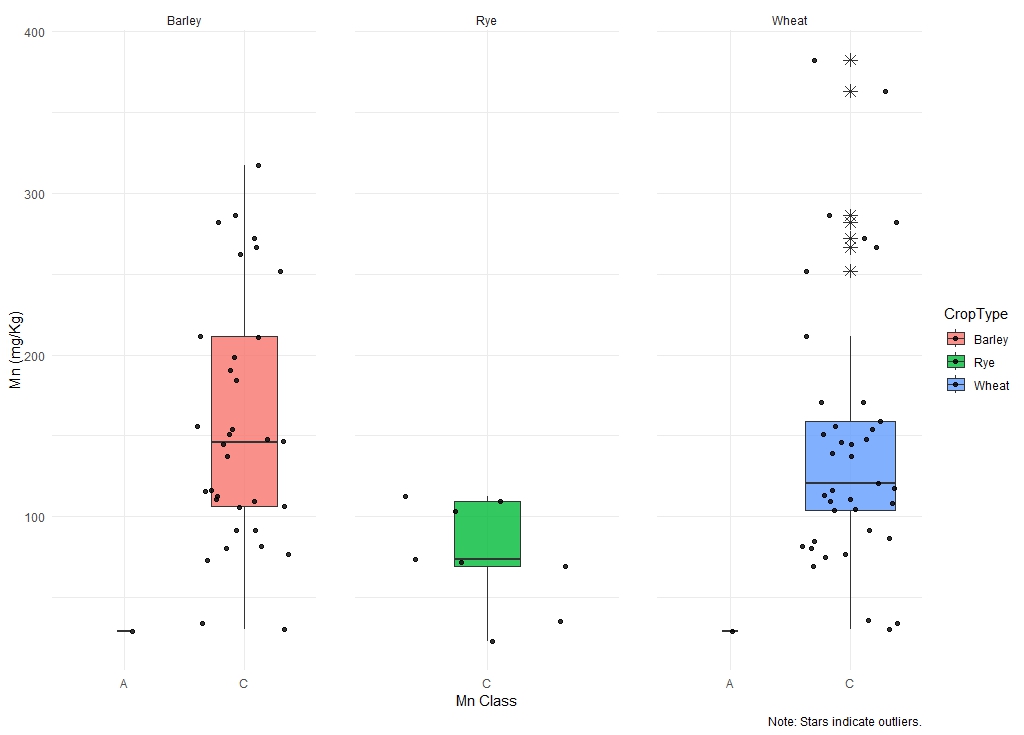 Barley
Rye
Wheat
400
300
200
100
Mn (mg/Kg)
A
C
C
A
C
Mn Class
CropType
Barley
Rye
Wheat
Note: Stars indicate outliers.